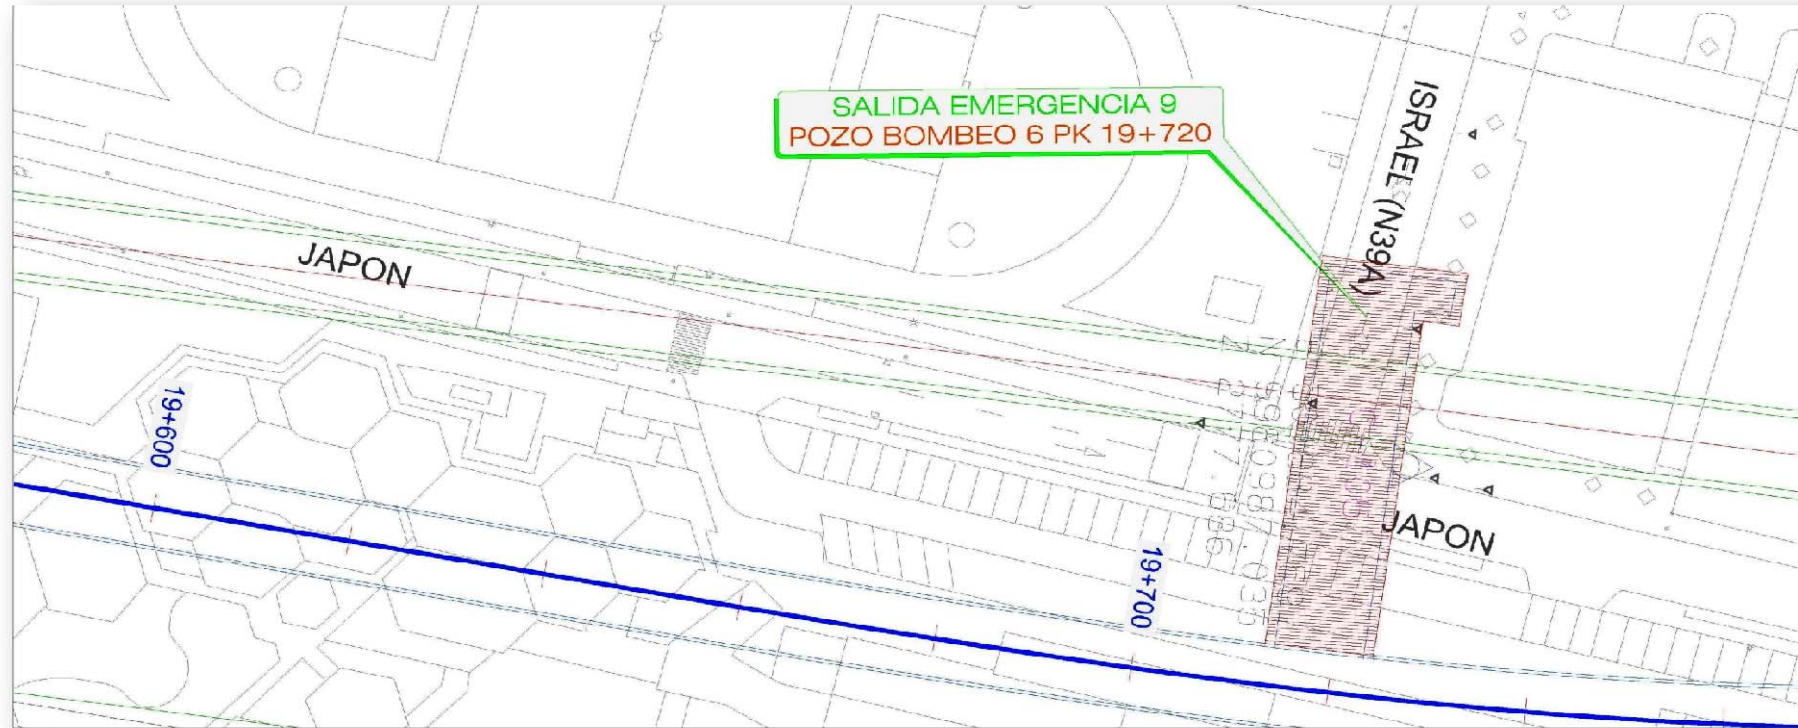 SALIDA EMERGENCIA 9
POZO BOMBEO 6 PK 19+720
ISRAEL (N39A)
JAPON
19+600
19+700
JAPON